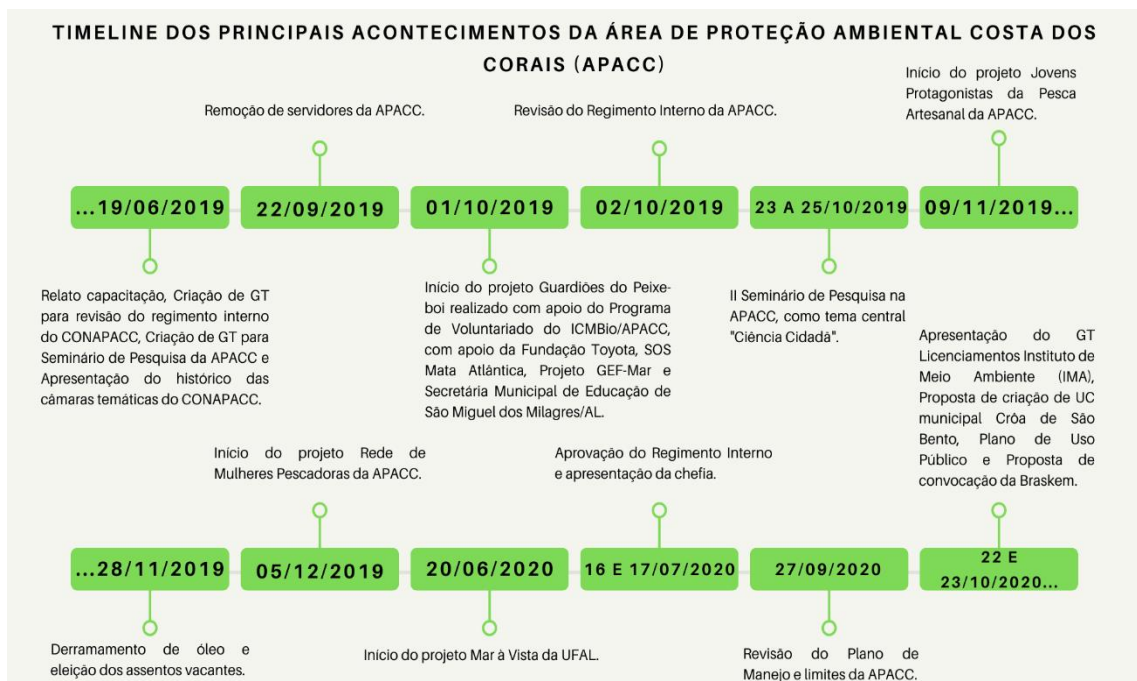 TIMELINE DOS PRINCIPAIS ACONTECIMENTOS DA ÁREA DE PROTEÇÃO AMBIENTAL COSTA DOS
CORAIS (APACC)
Remoção de servidores da APACC.
Revisão do Regimento Interno da APACC.
Início do projeto Jovens
Protagonistas da Pesca
Artesanal da APACC.
...19/06/2019
22/09/2019
01/10/2019
02/10/2019
23 A 25/10/2019
09/11/2019...
Relato capacitação, Criação de GT
para revisão do regimento interno
do CONAPACC, Criação de GT para
Seminário de Pesquisa da APACC e
Apresentação do histórico das
câmaras temáticas do CONAPACC.
Início do projeto Guardiões do Peixe-
boi realizado com apoio do Programa
de Voluntariado do ICMBio/APACC,
com apoio da Fundação Toyota, SOS
Mata Atlântica, Projeto GEF-Mar e
Secretária Municipal de Educação de
São Miguel dos Milagres/AL.
II Seminário de Pesquisa na
APACC, como tema central
"Ciência Cidadã".
Início do projeto Rede de
Mulheres Pescadoras da APACC.
Aprovação do Regimento Interno
e apresentação da chefia.
Apresentação do GT
Licenciamentos Instituto de
Meio Ambiente (IMA),
Proposta de criação de UC
municipal Crôa de São
Bento, Plano de Uso
Público e Proposta de
convocação da Braskem.
...28/11/2019
05/12/2019
20/06/2020
16 E 17/07/2020
27/09/2020
22 E
23/10/2020...
Derramamento de óleo e
eleição dos assentos vacantes.
Início do projeto Mar à Vista da UFAL.
Revisão do Plano de
Manejo e limites da APACC.